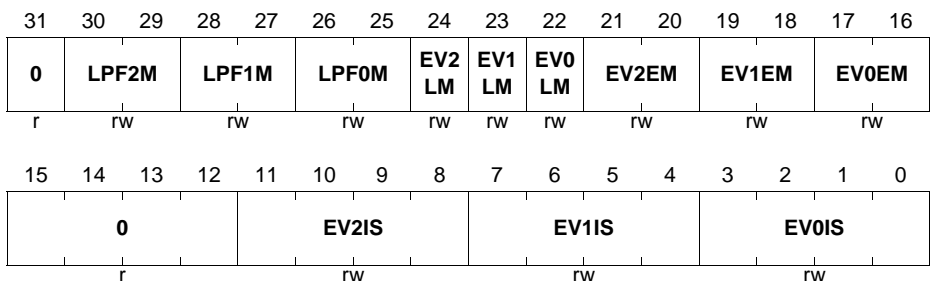 31 30 29 28 27 26 25 24 23 22 21 20 19 18 17 16
0 LPF2M LPF1M LPF0M EV2 LM EV1 LM EV0 LM EV2EM EV1EM EV0EM
r rw rw rw rw rw rw rw rw rw
15 14 13 12 11 10 9 8 7 6 5 4 3 2 1 0
0 EV2IS EV1IS EV0IS
r rw rw rw